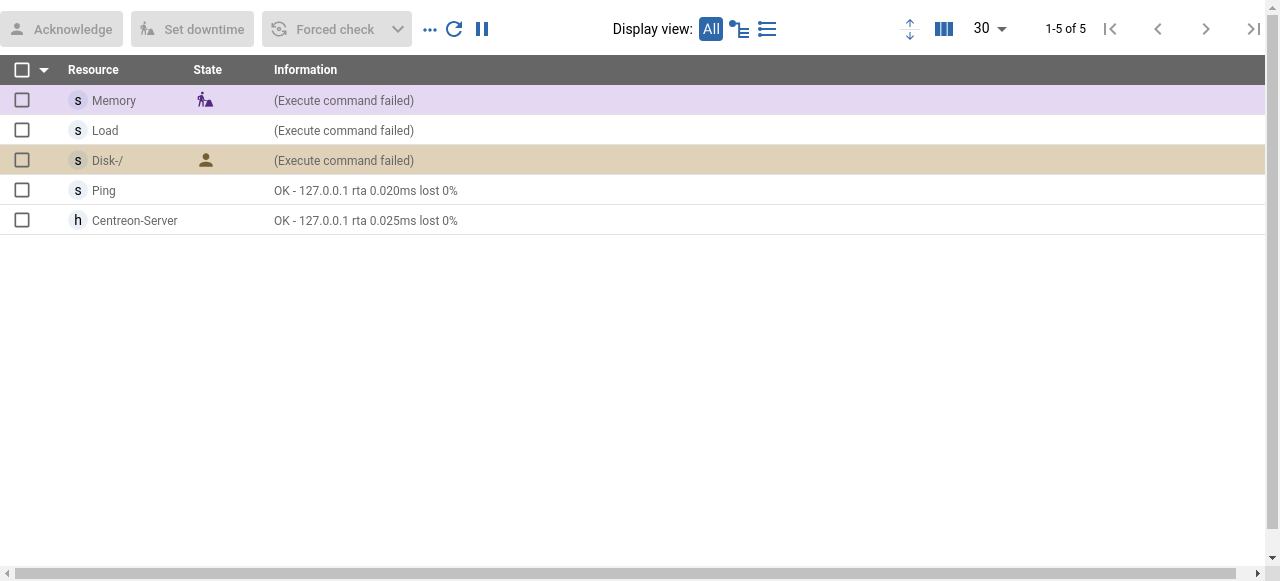 Acknowledge Set downtime Forced check Display view: All 30 1-5 of 5
Resource State Information
s Memory (Execute command failed)
s Load (Execute command failed)
s Disk-/ (Execute command failed)
s Ping OK - 127.0.0.1 rta 0.020ms lost 0%
h Centreon-Server OK - 127.0.0.1 rta 0.025ms lost 0%